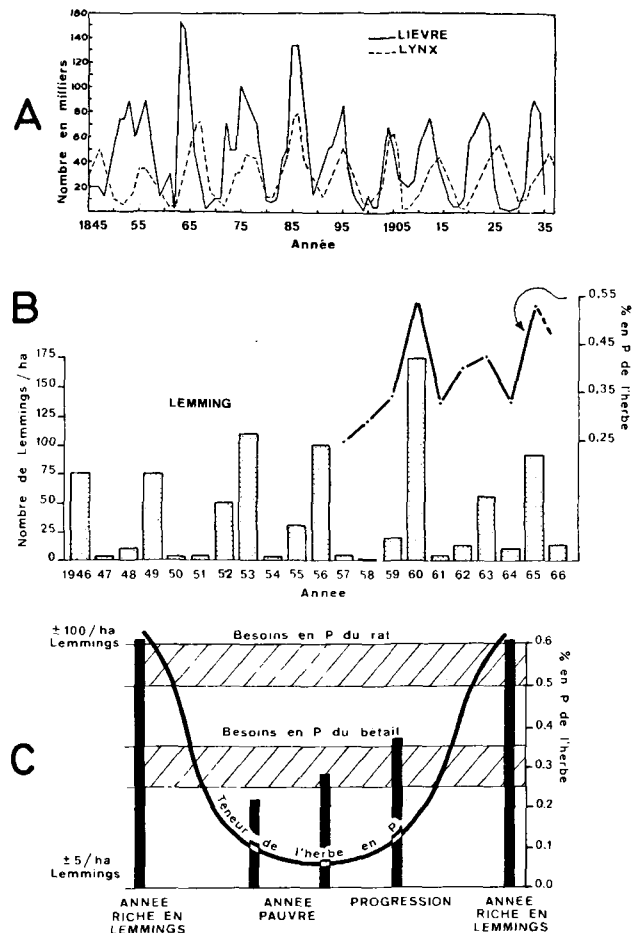 A
Nombre en milliers
160
140
120
100
80
60
40
20
LIEVRE
LYNX
1845 55 65 75 85 95 1905 15 25 35
Année
B
Nombre de Lemmings/ha
175
150
125
100
75
50
25
0
LEMMING
0.55
0.45
0.35
0.25
% en P de l'herbe
1946 47 48 49 50 51 52 53 54 55 56 57 58 59 60 61 62 63 64 65 66
Annee
C
±100/ha
Lemmings
±5/ha
Lemmings
Besoins en P du rat
Besoins en P du betail
Teneur de l'herbe en P
0.6
0.5
0.4
0.3
0.2
0.1
0.0
% en P de l'herbe
ANNEE
RICHE EN
LEMMINGS
ANNEE
PAUVRE
PROGRESSION
ANNEE
RICHE EN
LEMMINGS